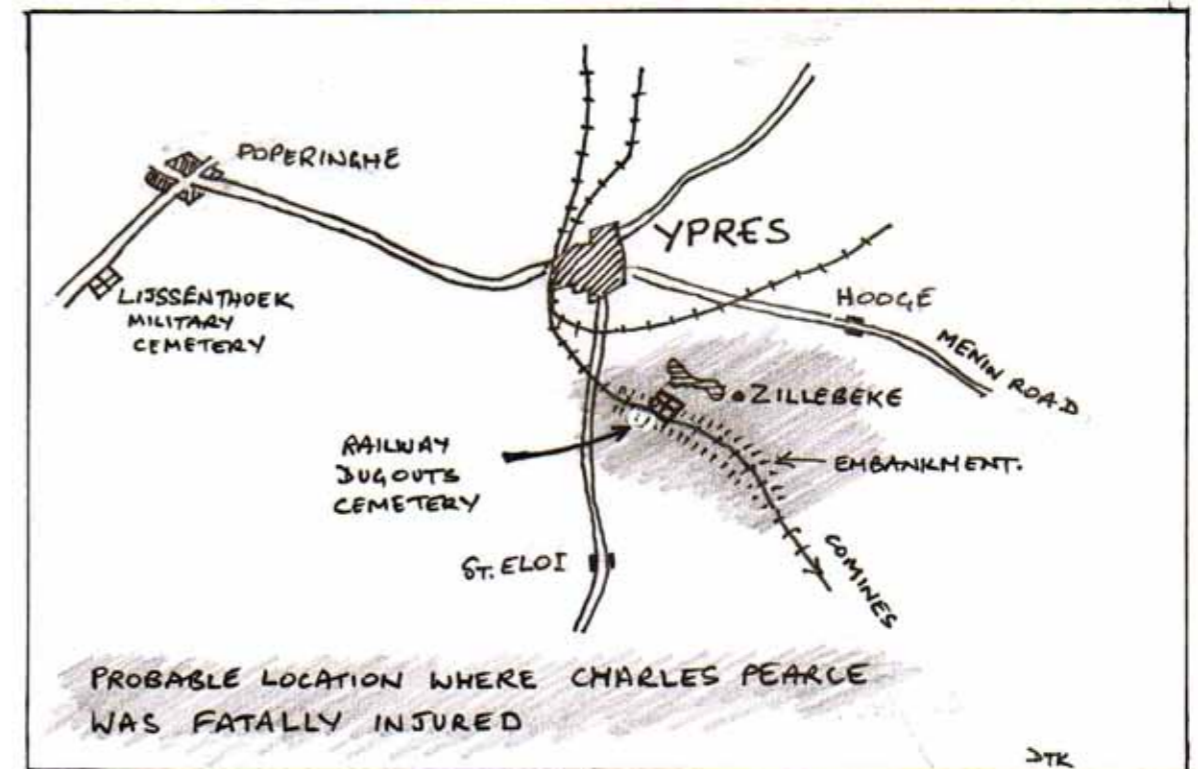 POPERINGHE
YPRES
LIJSSENTHOEK
MILITARY
CEMETERY
HOOGE
MENIN ROAD
ZILLEBEKE
RAILWAY
DUGOUTS
CEMETERY
EMBANKMENT.
ST. ELOI
COMINES
PROBABLE LOCATION WHERE CHARLES PEARCE
WAS FATALLY INJURED
DTK